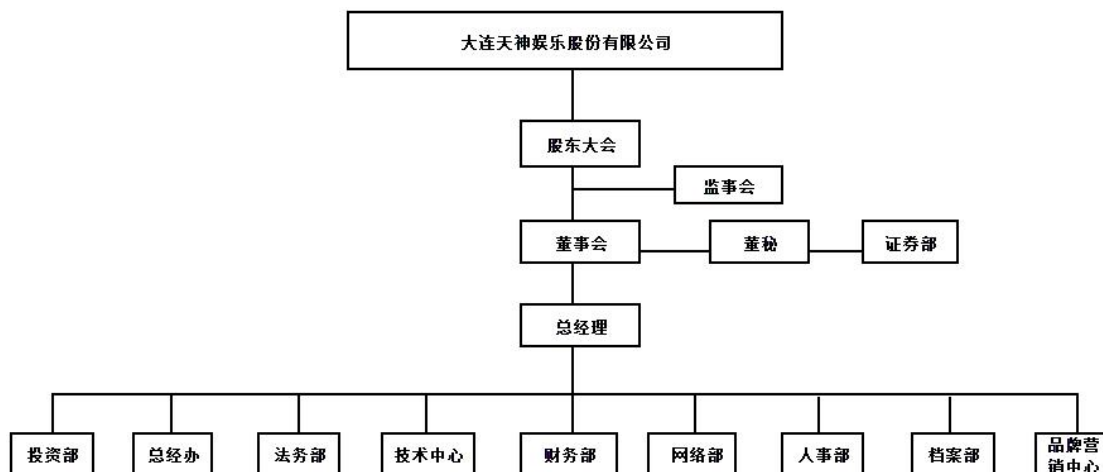 大连天神娱乐股份有限公司
股东大会
监事会
董事会
董秘
证券部
总经理
投资部
总经办
法务部
技术中心
财务部
网络部
人事部
档案部
品牌营
销中心